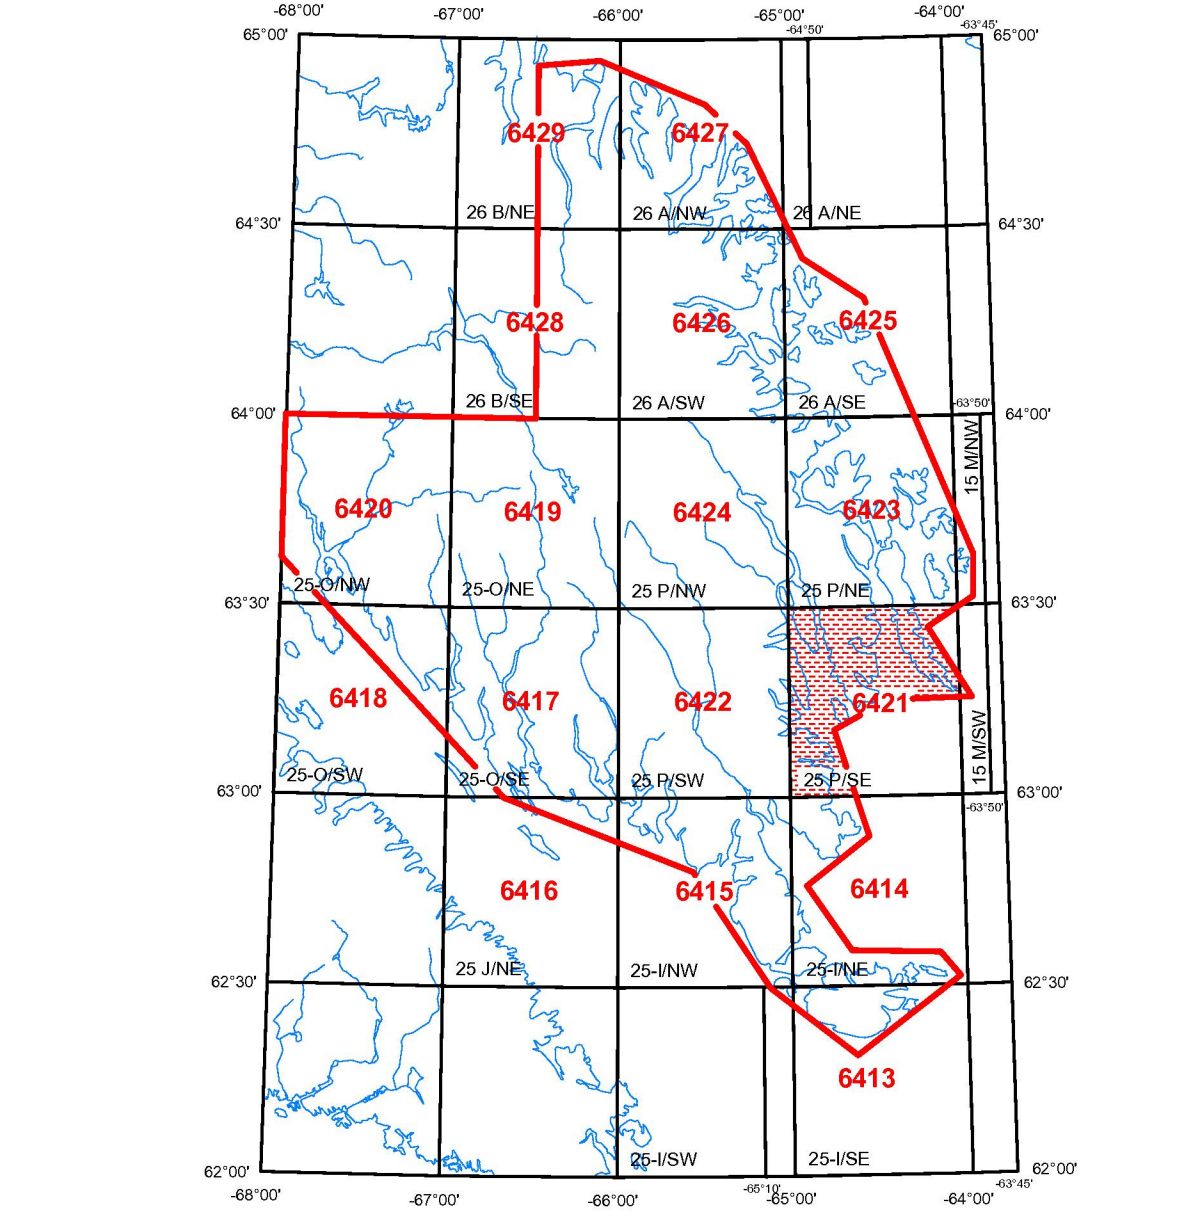 -68°00'
-67°00'
-66°00'
-65°00'
-64°00'
-63°45'
-64°50'
65°00'
65°00'
6429
6427
26 B/NE
26 A/NW
26 A/NE
64°30'
64°30'
6428
6426
6425
26 B/SE
26 A/SW
26 A/SE
-63°50'
64°00'
64°00'
15 M/NW
6420
6419
6424
6423
25-O/NW
25-O/NE
25 P/NW
25 P/NE
63°30'
63°30'
6418
6417
6422
6421
15 M/SW
25-O/SW
25-O/SE
25 P/SW
25 P/SE
63°00'
63°00'
-63°50'
6416
6415
6414
25 J/NE
25-I/NW
25-I/NE
62°30'
62°30'
6413
25-I/SW
25-I/SE
62°00'
62°00'
-63°45'
-65°10'
-68°00'
-67°00'
-66°00'
-65°00'
-64°00'